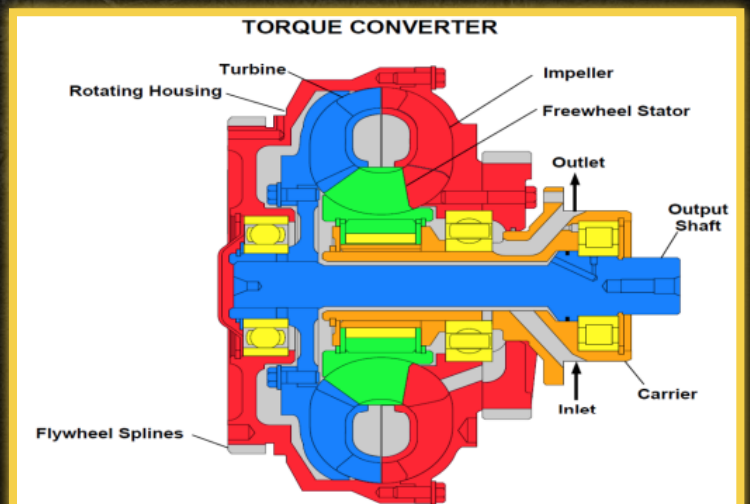 TORQUE CONVERTER
Turbine
Impeller
Rotating Housing
Freewheel Stator
Outlet
Output
Shaft
Carrier
Inlet
Flywheel Splines